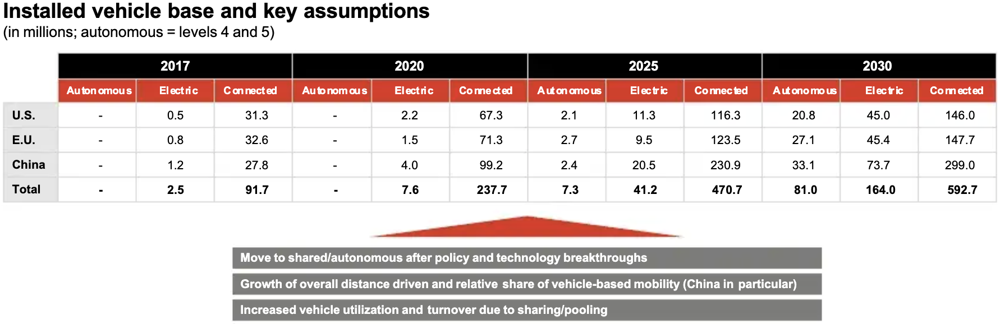 Installed vehicle base and key assumptions
(in millions; autonomous = levels 4 and 5)
2017 2020 2025 2030
Autonomous Electric Connected Autonomous Electric Connected Autonomous Electric Connected Autonomous Electric Connected
U.S. - 0.5 31.3 - 2.2 67.3 2.1 11.3 116.3 20.8 45.0 146.0
E.U. - 0.8 32.6 - 1.5 71.3 2.7 9.5 123.5 27.1 45.4 147.7
China - 1.2 27.8 - 4.0 99.2 2.4 20.5 230.9 33.1 73.7 299.0
Total - 2.5 91.7 - 7.6 237.7 7.3 41.2 470.7 81.0 164.0 592.7
Move to shared/autonomous after policy and technology breakthroughs
Growth of overall distance driven and relative share of vehicle-based mobility (China in particular)
Increased vehicle utilization and turnover due to sharing/pooling